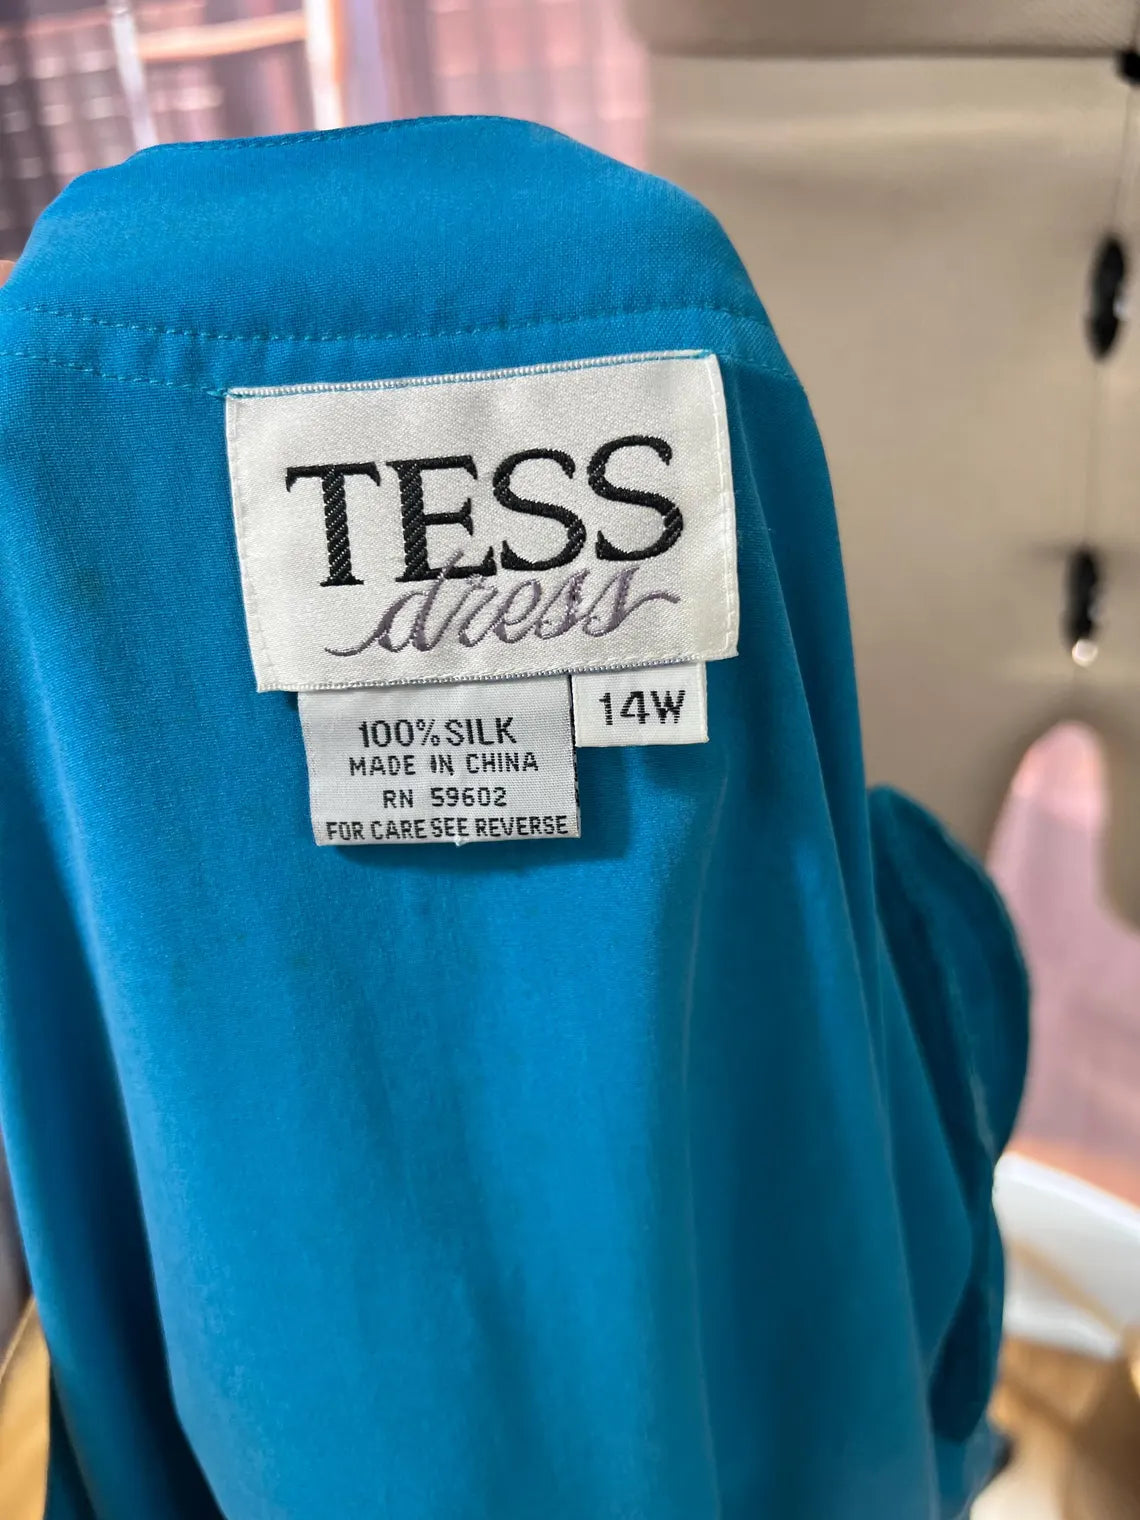 TESS
dress
14W
100% SILK
MADE IN CHINA
RN 59602
FOR CARE SEE REVERSE